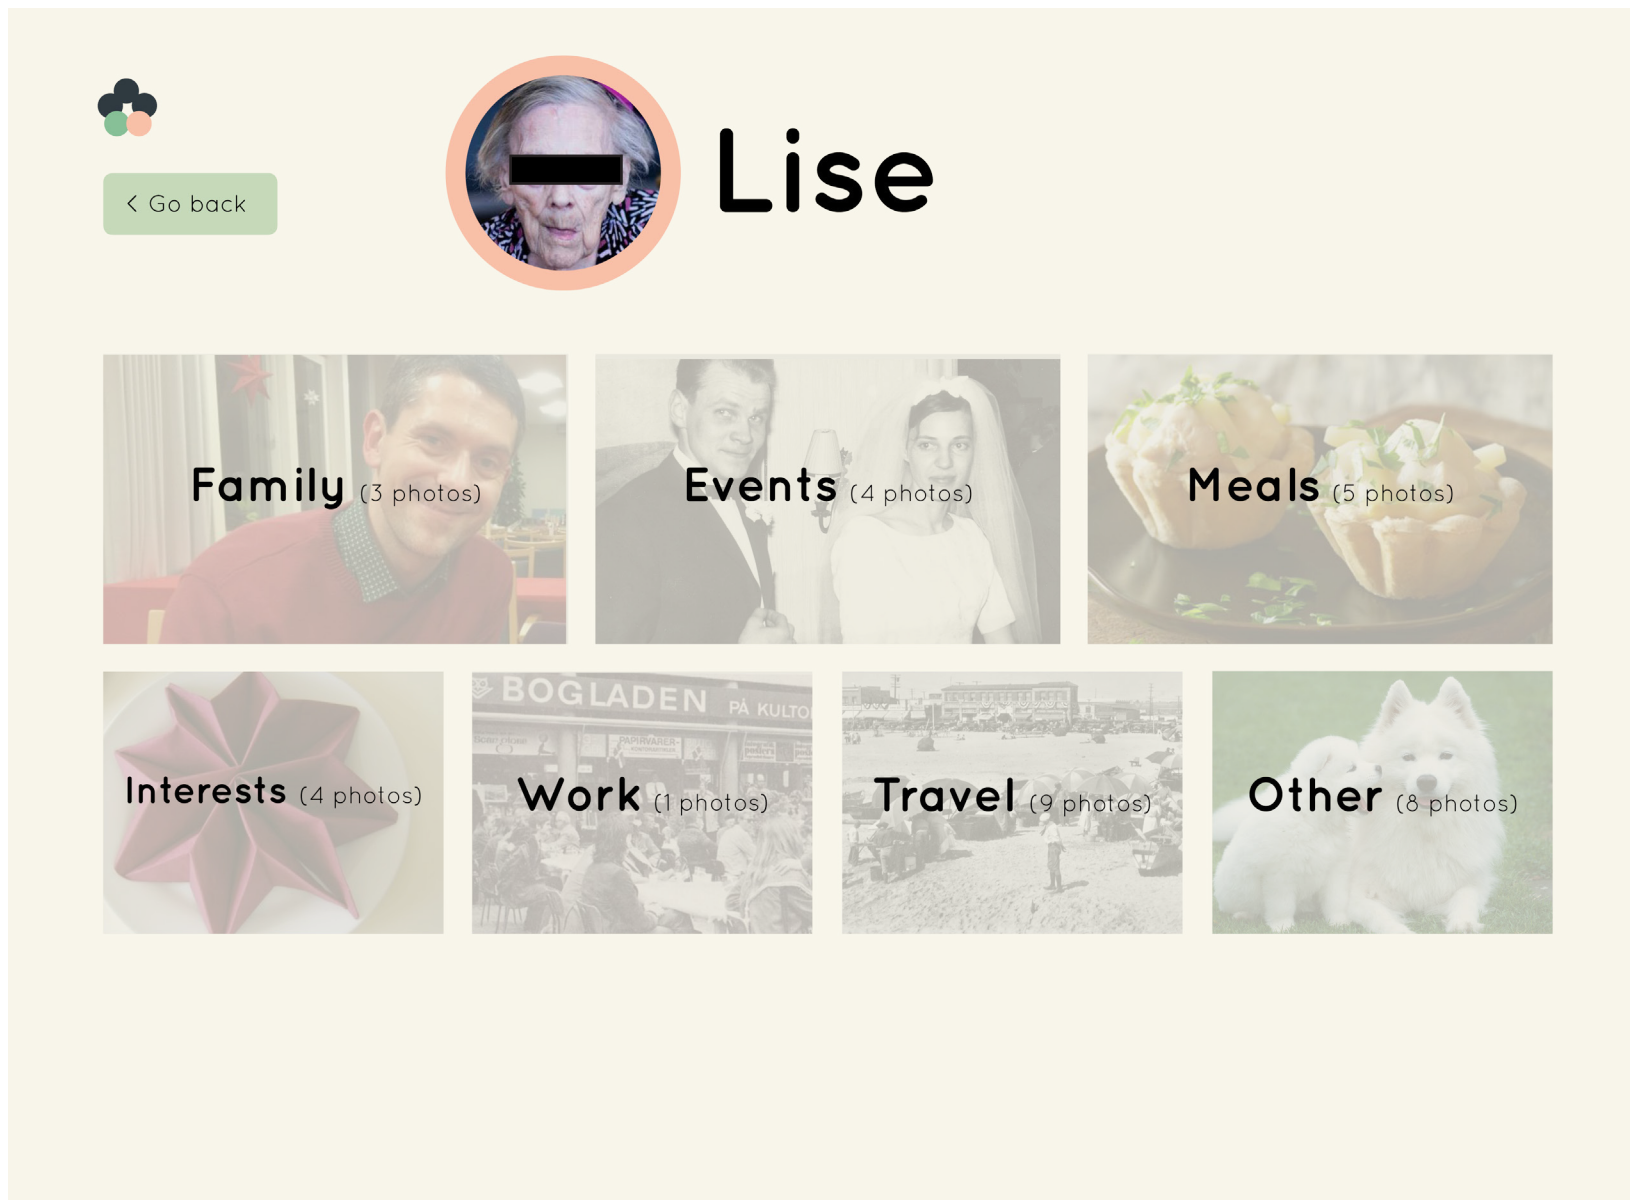 Lise
< Go back
Family (3 photos)
Events (4 photos)
Meals (5 photos)
Interests (4 photos)
BOGLADEN PÅ KULTO
PAPIRVARER-
Work (1 photos)
Travel (9 photos)
Other (8 photos)